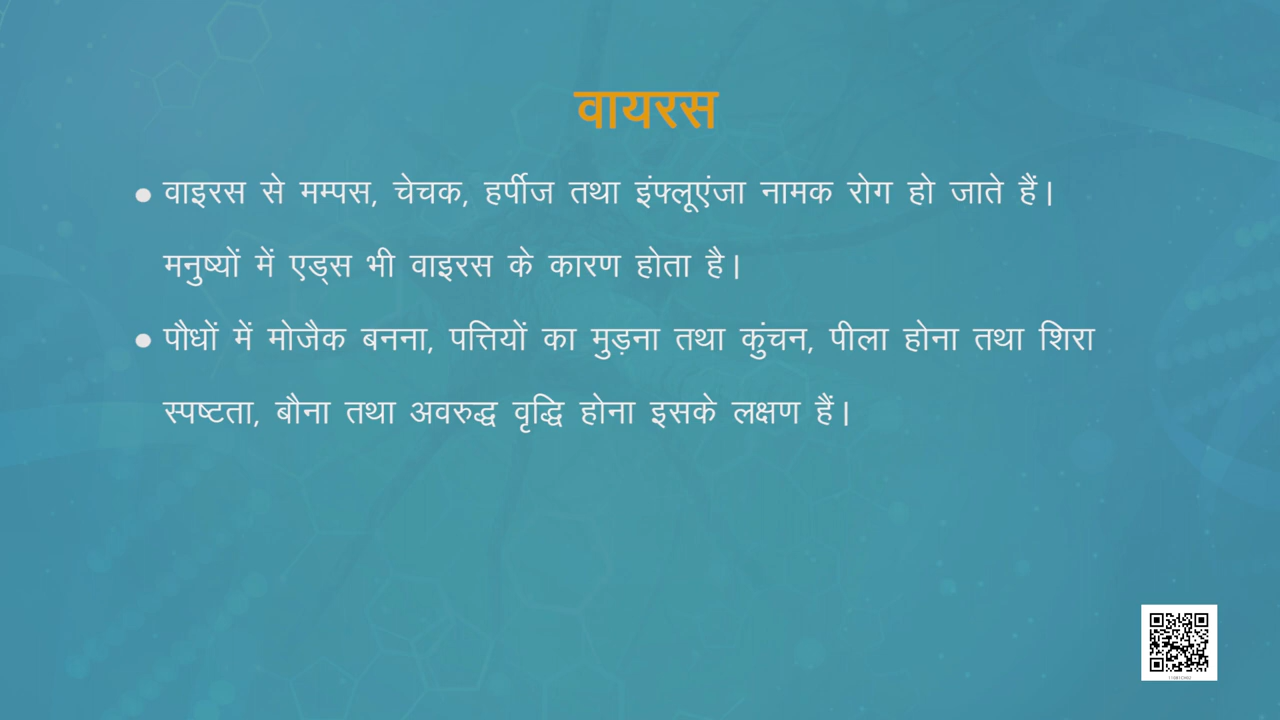 वायरस
• वाइरस से मम्पस, चेचक, हर्पीज तथा इंफ्लूएंजा नामक रोग हो जाते हैं।
मनुष्यों में एड्स भी वाइरस के कारण होता है।
• पौधों में मोजैक बनना, पत्तियों का मुड़ना तथा कुंचन, पीला होना तथा शिरा
स्पष्टता, बौना तथा अवरुद्ध वृद्धि होना इसके लक्षण हैं।